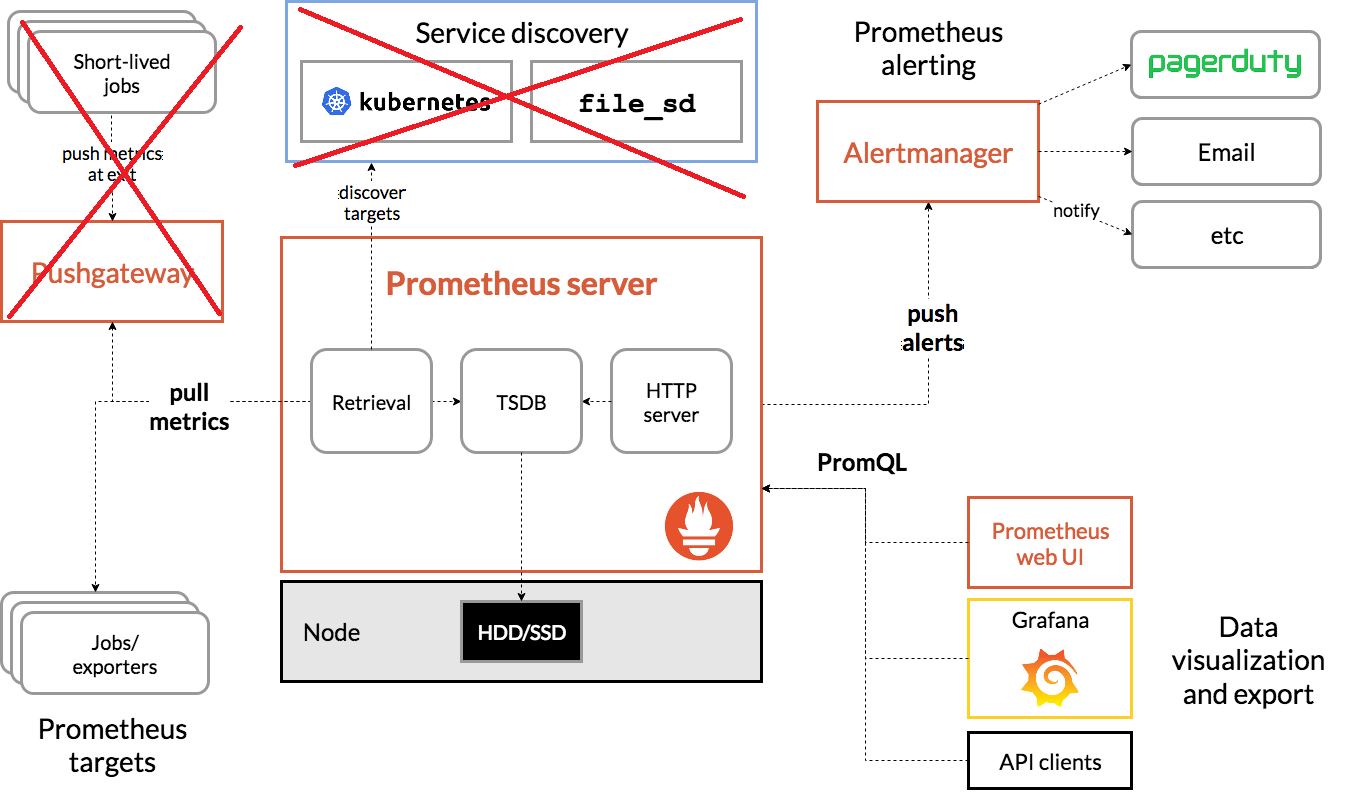 Short-lived
jobs
push metrics
at exit
Pushgateway
Service discovery
kubernetes
file_sd
discover
targets
Prometheus
alerting
Alertmanager
pagerduty
Email
notify
etc
Prometheus server
Retrieval
TSDB
HTTP
server
pull
metrics
push
alerts
PromQL
Node
HDD/SSD
Jobs/
exporters
Prometheus
targets
Prometheus
web UI
Grafana
API clients
Data
visualization
and export